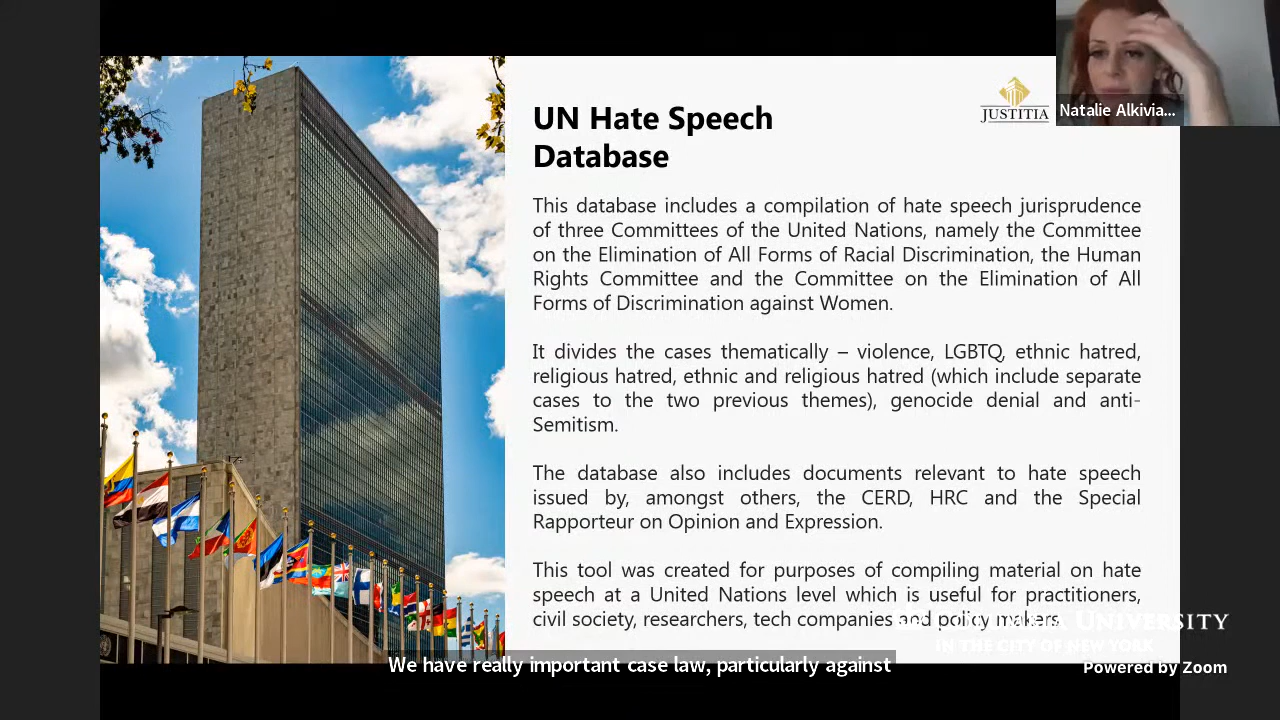 UN Hate Speech
Database
JUSTITIA
Natalie Alkivia...
This database includes a compilation of hate speech jurisprudence
of three Committees of the United Nations, namely the Committee
on the Elimination of All Forms of Racial Discrimination, the Human
Rights Committee and the Committee on the Elimination of All
Forms of Discrimination against Women.
It divides the cases thematically – violence, LGBTQ, ethnic hatred,
religious hatred, ethnic and religious hatred (which include separate
cases to the two previous themes), genocide denial and anti-
Semitism.
The database also includes documents relevant to hate speech
issued by, amongst others, the CERD, HRC and the Special
Rapporteur on Opinion and Expression.
This tool was created for purposes of compiling material on hate
speech at a United Nations level which is useful for practitioners,
civil society, researchers, tech companies and policy makers.
COLUMBIA UNIVERSITY
IN THE CITY OF NEW YORK
We have really important case law, particularly against
Powered by Zoom